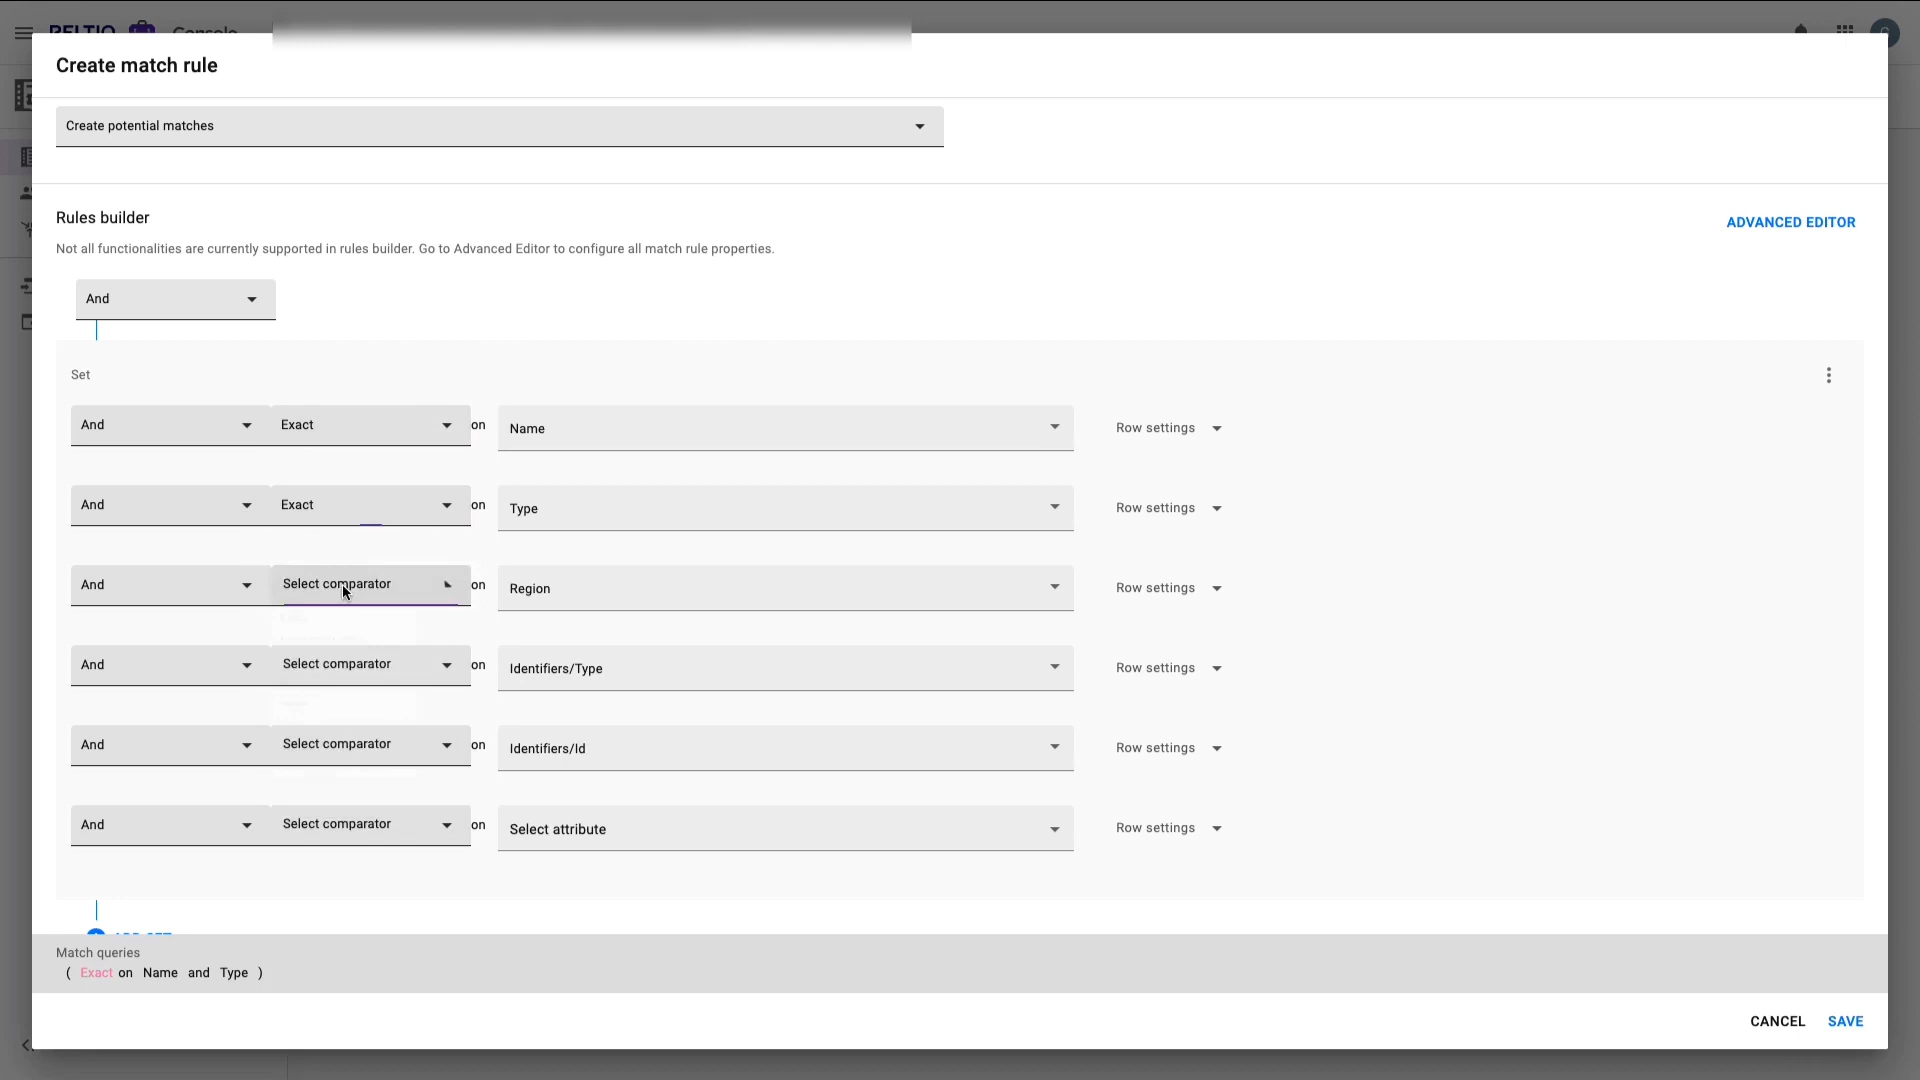 Create match rule
Create potential matches
Rules builder
ADVANCED EDITOR
Not all functionalities are currently supported in rules builder. Go to Advanced Editor to configure all match rule properties.
And
Set
And Exact on Name Row settings
And Exact on Type Row settings
And Select comparator on Region Row settings
And Select comparator on Identifiers/Type Row settings
And Select comparator on Identifiers/Id Row settings
And Select comparator on Select attribute Row settings
Match queries
( Exact on Name and Type )
CANCEL SAVE